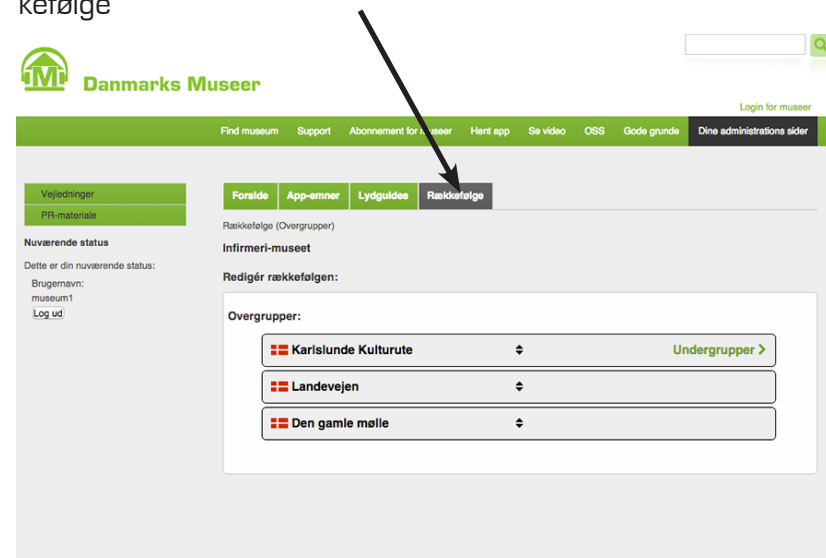 kefølge
Danmarks Museer
Login for museer
Find museum Support Abonnement for museer Hent app Se video OSS Gode grunde Dine administrations sider
Vejledninger
PR-materiale
Nuværende status
Dette er din nuværende status:
Brugernavn:
museum1
Log ud
Forside App-emner Lydguides Rækkefølge
Rækkefølge (Overgrupper)
Infirmeri-museet
Redigér rækkefølgen:
Overgrupper:
Karlslunde Kulturute Undergrupper
Landevejen
Den gamle mølle